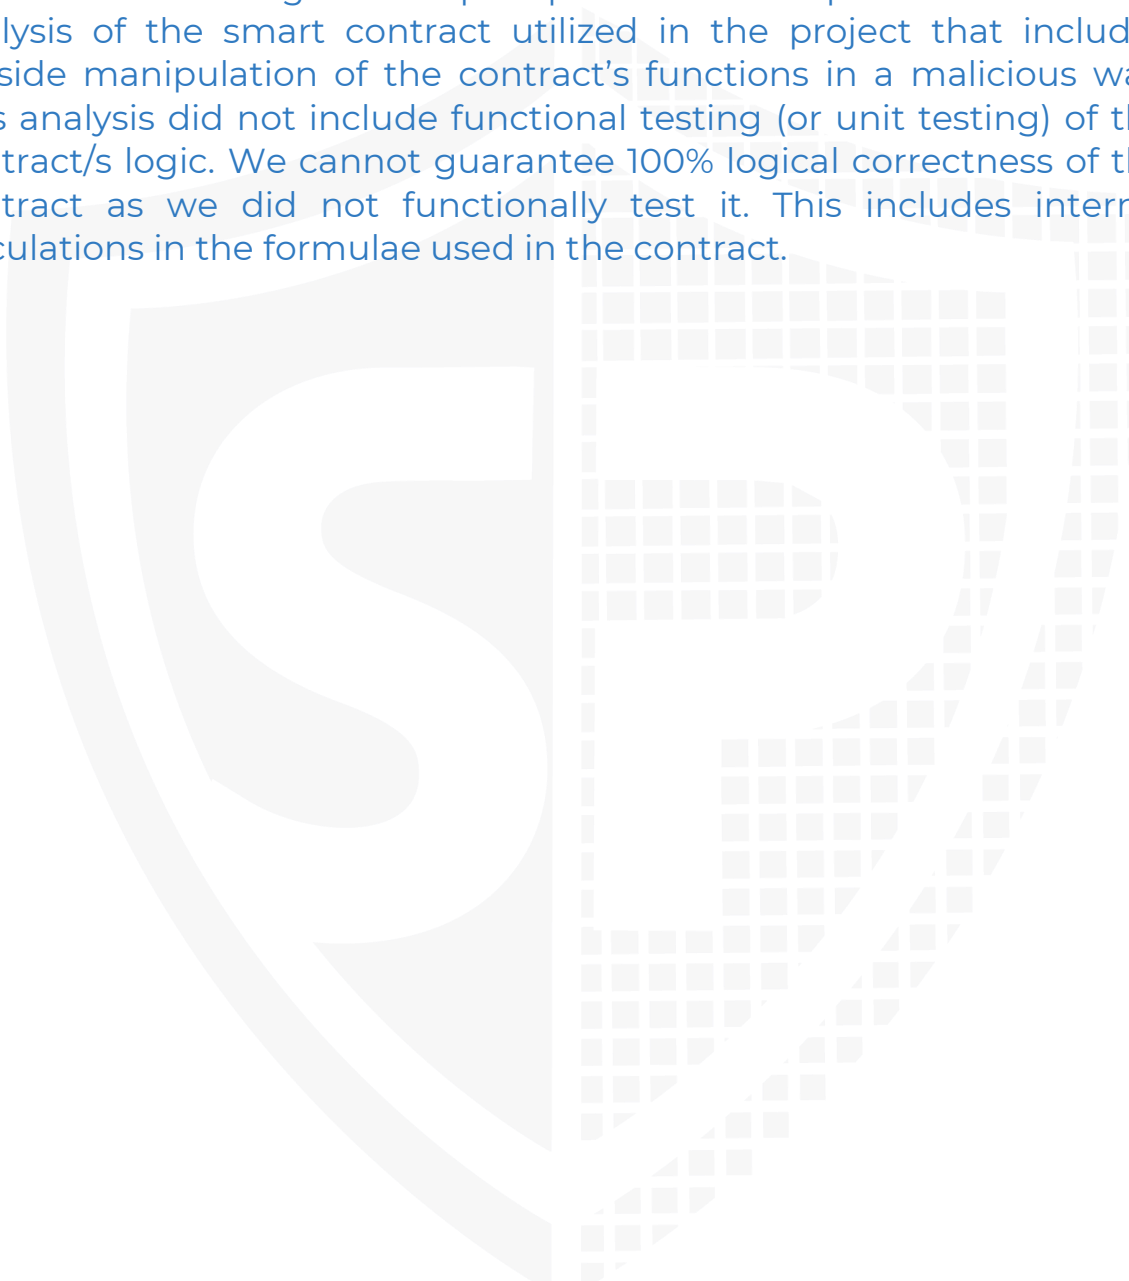 lysis of the smart contract utilized in the project that includ
side manipulation of the contract’s functions in a malicious wa
s analysis did not include functional testing (or unit testing) of th
tract/s logic. We cannot guarantee 100% logical correctness of th
tract as we did not functionally test it. This includes intern
culations in the formulae used in the contract.
SP